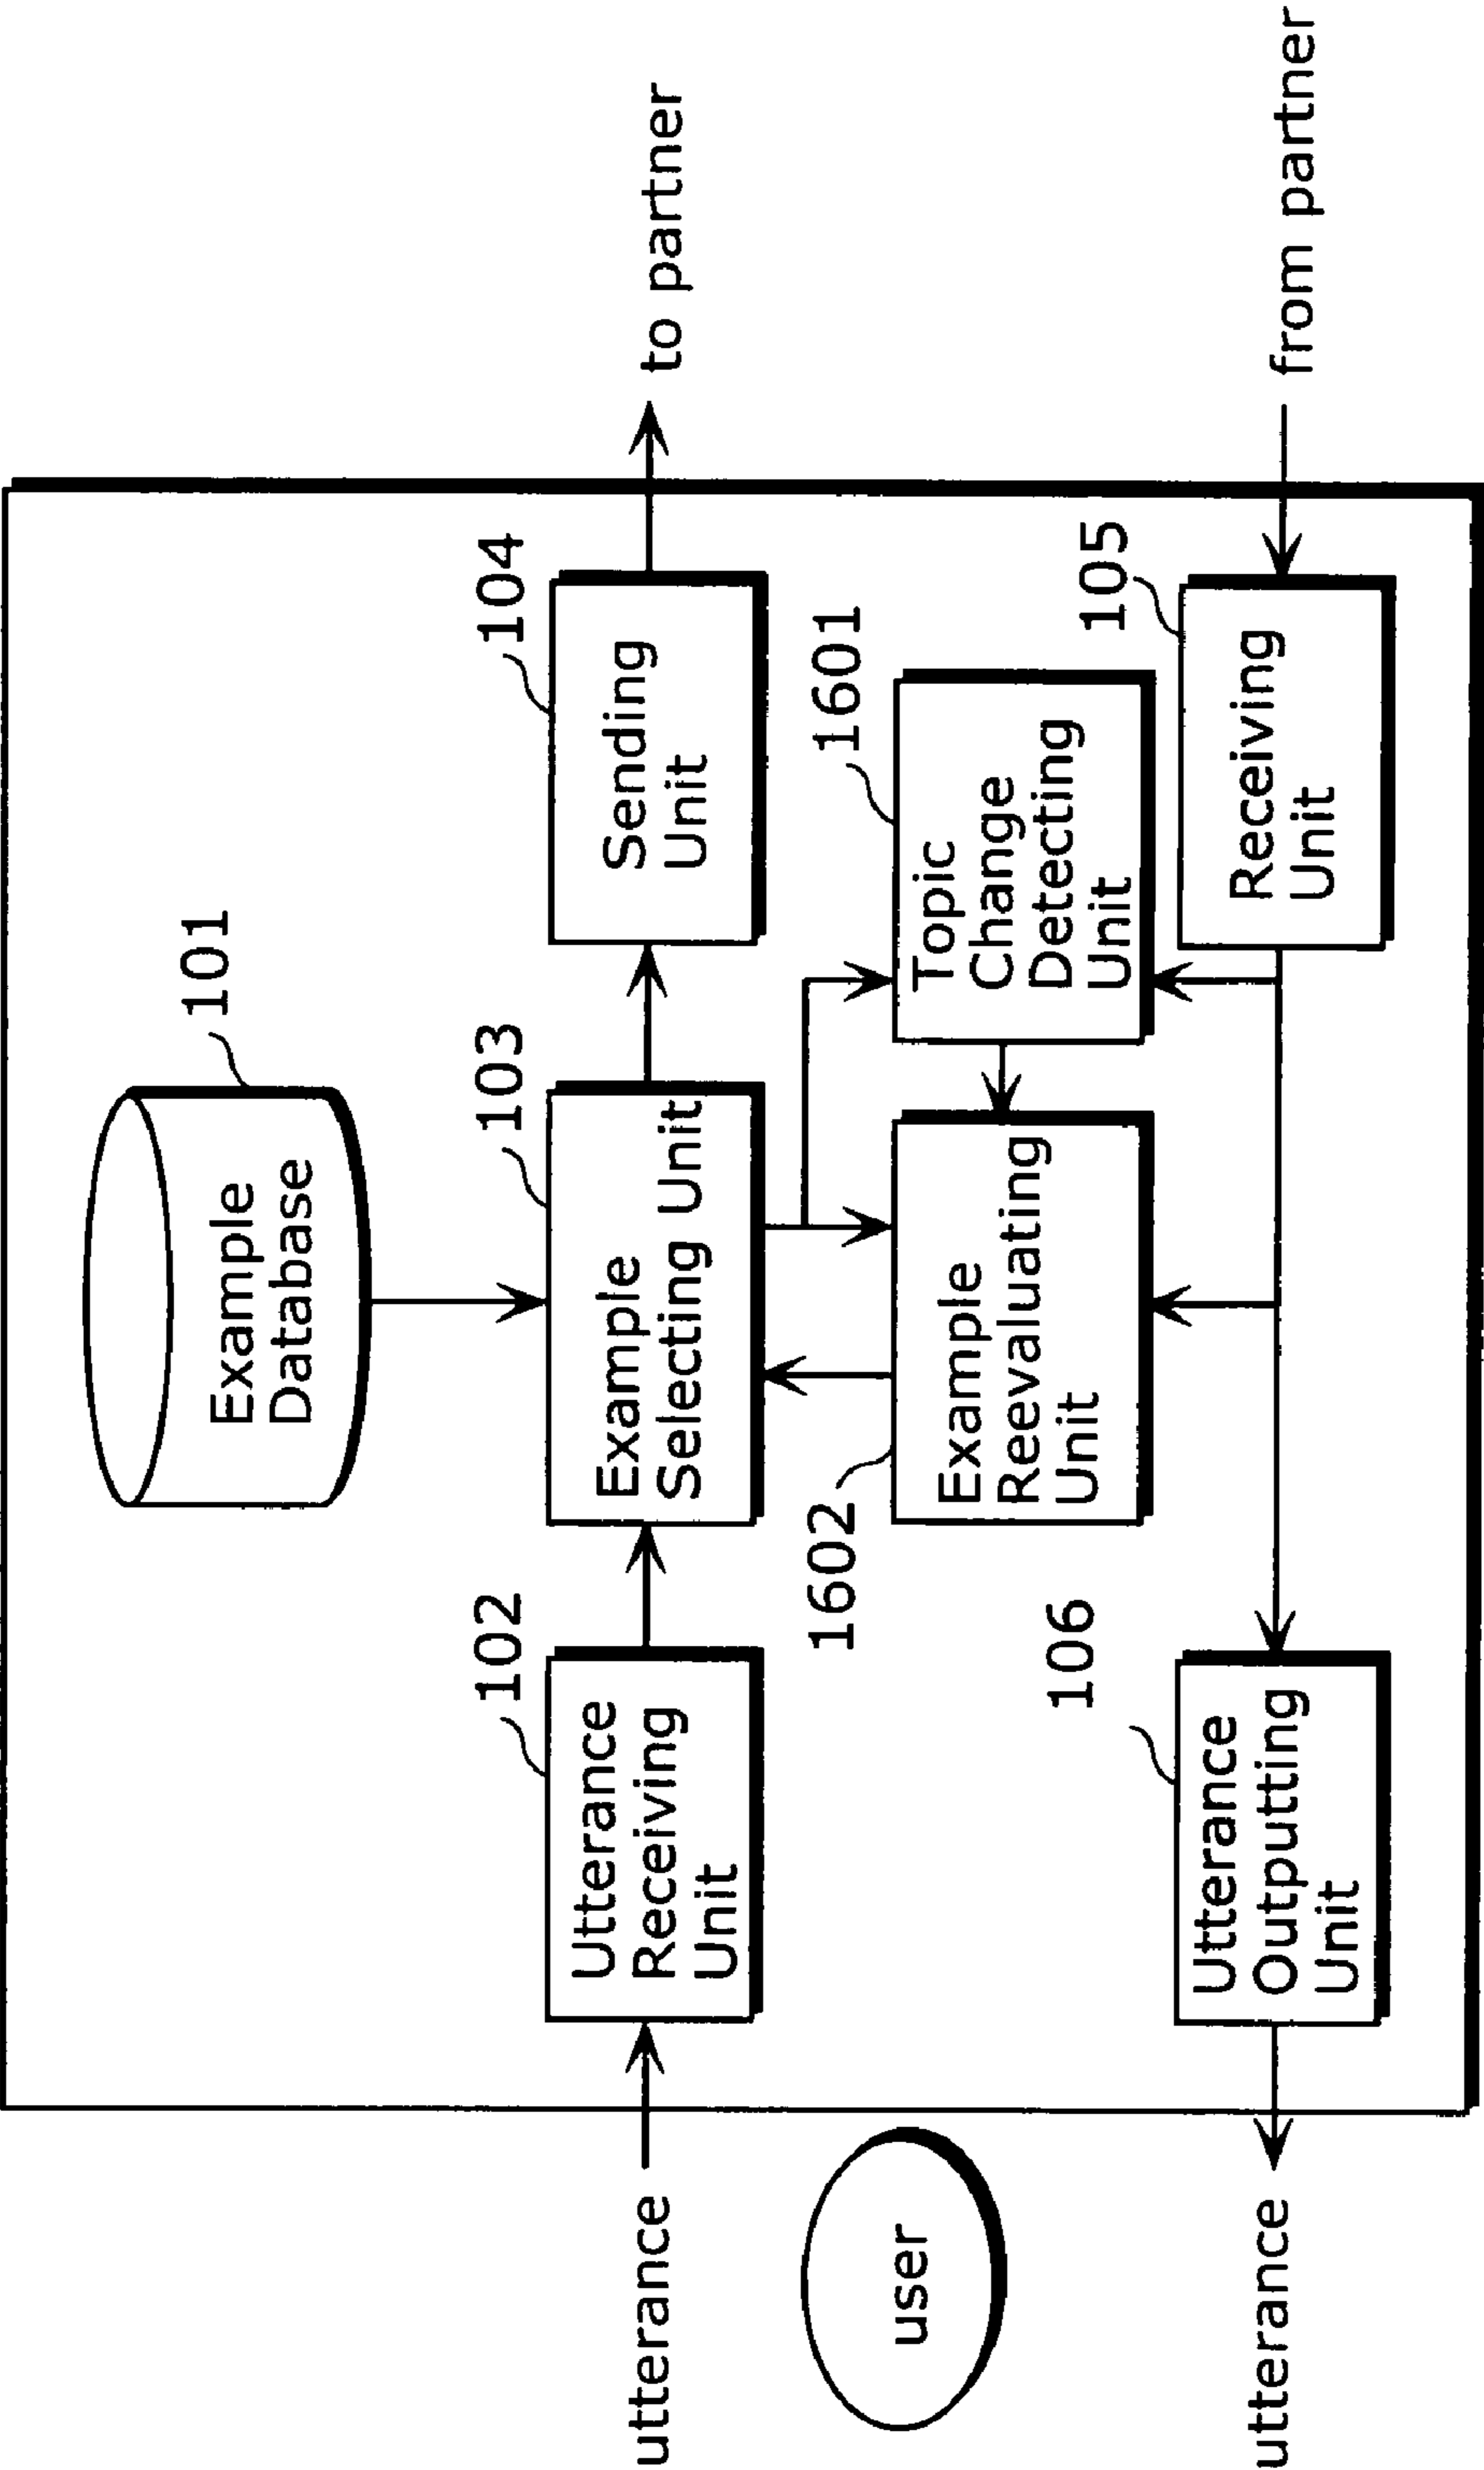 101
Example
Database
102
103
104
utterance
Utterance
Receiving
Unit
Example
Selecting Unit
Sending
Unit
to partner
1602
1601
user
Example
Reevaluating
Unit
Topic
Change
Detecting
Unit
106
105
utterance
Utterance
Outputting
Unit
Receiving
Unit
from partner